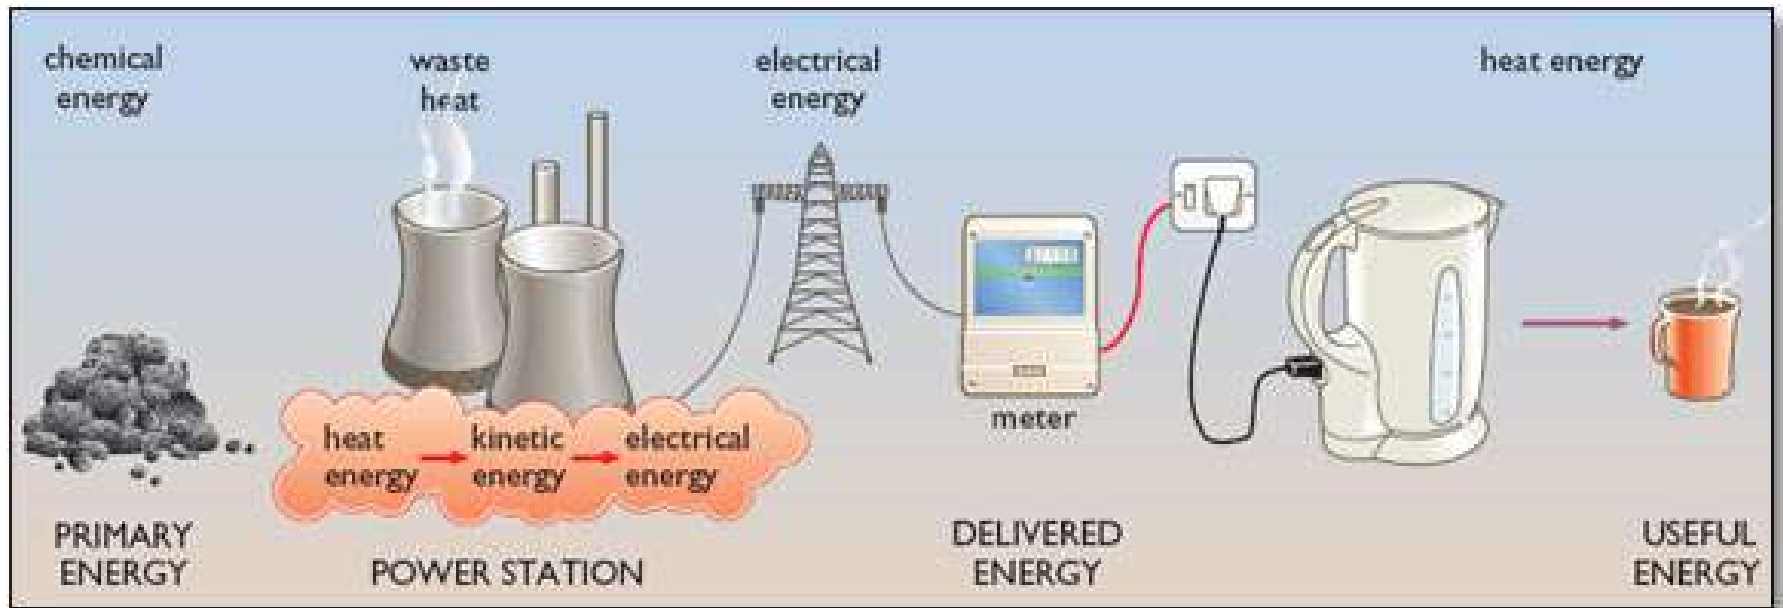 chemical
energy
waste
heat
electrical
energy
heat energy
meter
heat
energy
kinetic
energy
electrical
energy
PRIMARY
ENERGY
POWER STATION
DELIVERED
ENERGY
USEFUL
ENERGY